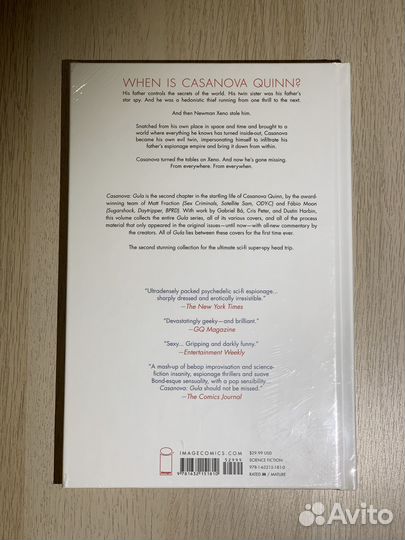 WHEN IS CASANOVA QUINN?
His father controls the secrets of the world. His twin sister was his father's
star spy. And he was a hedonistic thief running from one thrill to the next.
And then Newman Xeno stole him.
Snatched from his own place in space and time and brought to a
world where everything he knows has turned inside-out, Casanova
became his own evil twin, impersonating himself to infiltrate his
father's espionage empire and bring it down from within.
Casanova turned the tables on Xeno. And now he's gone missing.
From everywhere. From everywhen.
Casanova: Gula is the second chapter in the startling life of Casanova Quinn, by the award-
winning team of Matt Fraction (Sex Criminals, Satellite Sam, ODY-C) and Fábio Moon
(Sugarshock, Daytripper, BPRD). With work by Gabriel Bá, Cris Peter, and Dustin Harbin,
this volume collects the entire Gula series, all of its various covers, and all of the process
material that only appeared in the original issues—until now—with all-new commentary by
the creators. All of Gula lies between these covers for the first time ever.
The second stunning collection for the ultimate sci-fi super-spy head trip.
"Ultradensely packed psychedelic sci-fi espionage...
sharply dressed and erotically irresistible."
—The New York Times
"Devastatingly geeky—and brilliant."
—GQ Magazine
"Sexy... Gripping and darkly funny."
—Entertainment Weekly
"A mash-up of bebop improvisation and science-
fiction insanity, espionage thrillers and suave
Bond-esque sensuality, with a pop sensibility...
Casanova: Gula should not be missed."
—The Comics Journal
image
IMAGECOMICS.COM
52999
9 781632 151810
$29.99 USD
SCIENCE FICTION
978-1-63215-181-0
RATED M / MATURE
Avito